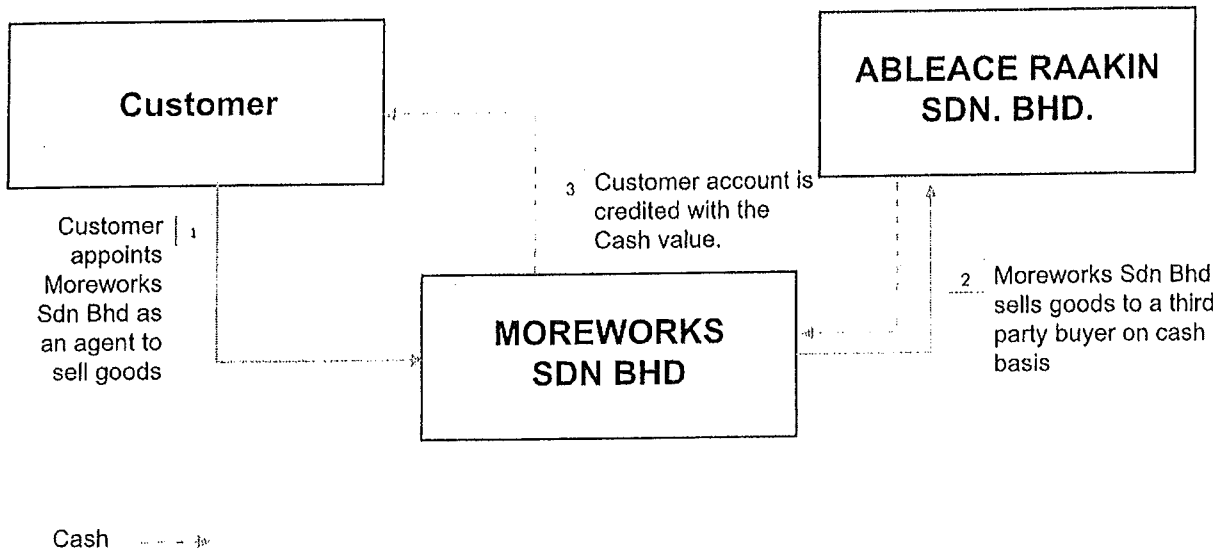 Customer
ABLEACE RAAKIN
SDN. BHD.
1
Customer
appoints
Moreworks
Sdn Bhd as
an agent to
sell goods
3
Customer account is
credited with the
Cash value.
MOREWORKS
SDN BHD
2
Moreworks Sdn Bhd
sells goods to a third
party buyer on cash
basis
Cash